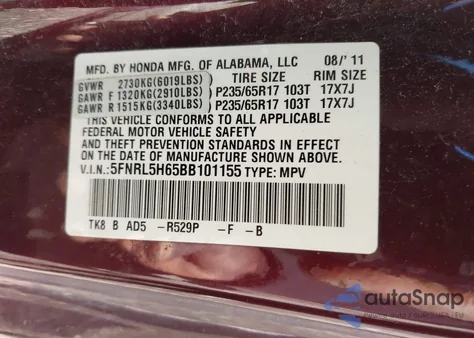 MFD. BY HONDA MFG. OF ALABAMA, LLC 08/'11
GVWR 2730KG(6019LBS) TIRE SIZE RIM SIZE
GAWR F 1320KG(2910LBS) P235/65R17 103T 17X7J
GAWR R 1515KG(3340LBS) P235/65R17 103T 17X7J
THIS VEHICLE CONFORMS TO ALL APPLICABLE
FEDERAL MOTOR VEHICLE SAFETY
AND THEFT PREVENTION STANDARDS IN EFFECT
ON THE DATE OF MANUFACTURE SHOWN ABOVE.
V.I.N.:5FNRL5H65BB101155 TYPE: MPV
TK8 B AD5 -R529P -F -B
autoSnap